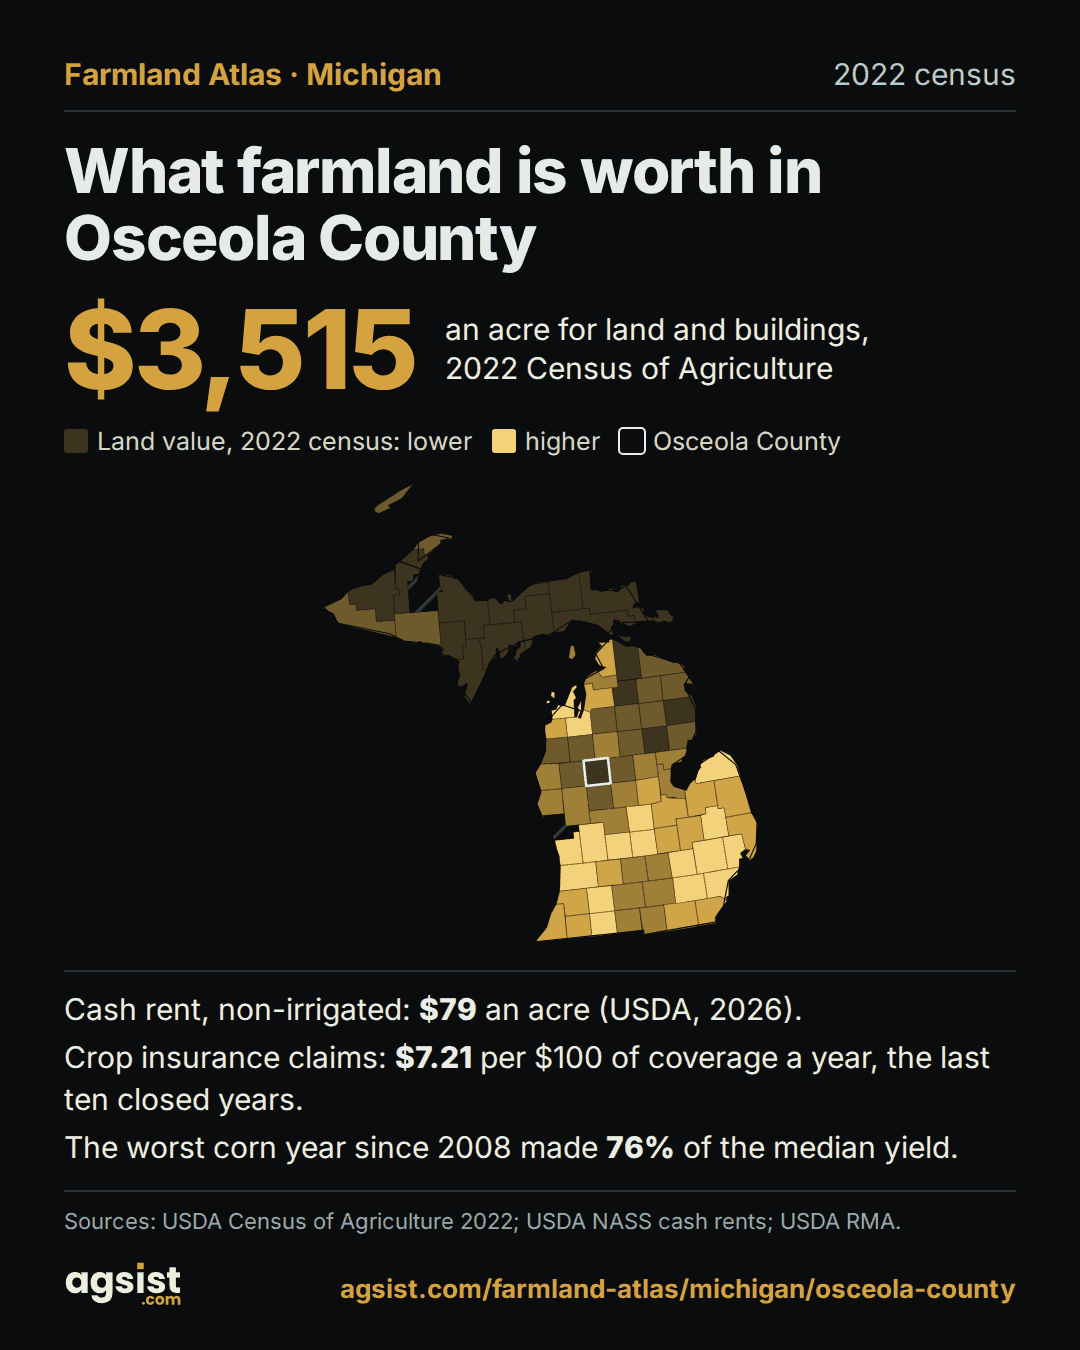 Farmland Atlas · Michigan
2022 census
What farmland is worth in
Osceola County
$3,515
an acre for land and buildings,
2022 Census of Agriculture
Land value, 2022 census: lower
higher
Osceola County
Cash rent, non-irrigated: $79 an acre (USDA, 2026).
Crop insurance claims: $7.21 per $100 of coverage a year, the last
ten closed years.
The worst corn year since 2008 made 76% of the median yield.
Sources: USDA Census of Agriculture 2022; USDA NASS cash rents; USDA RMA.
agsist
.com
agsist.com/farmland-atlas/michigan/osceola-county